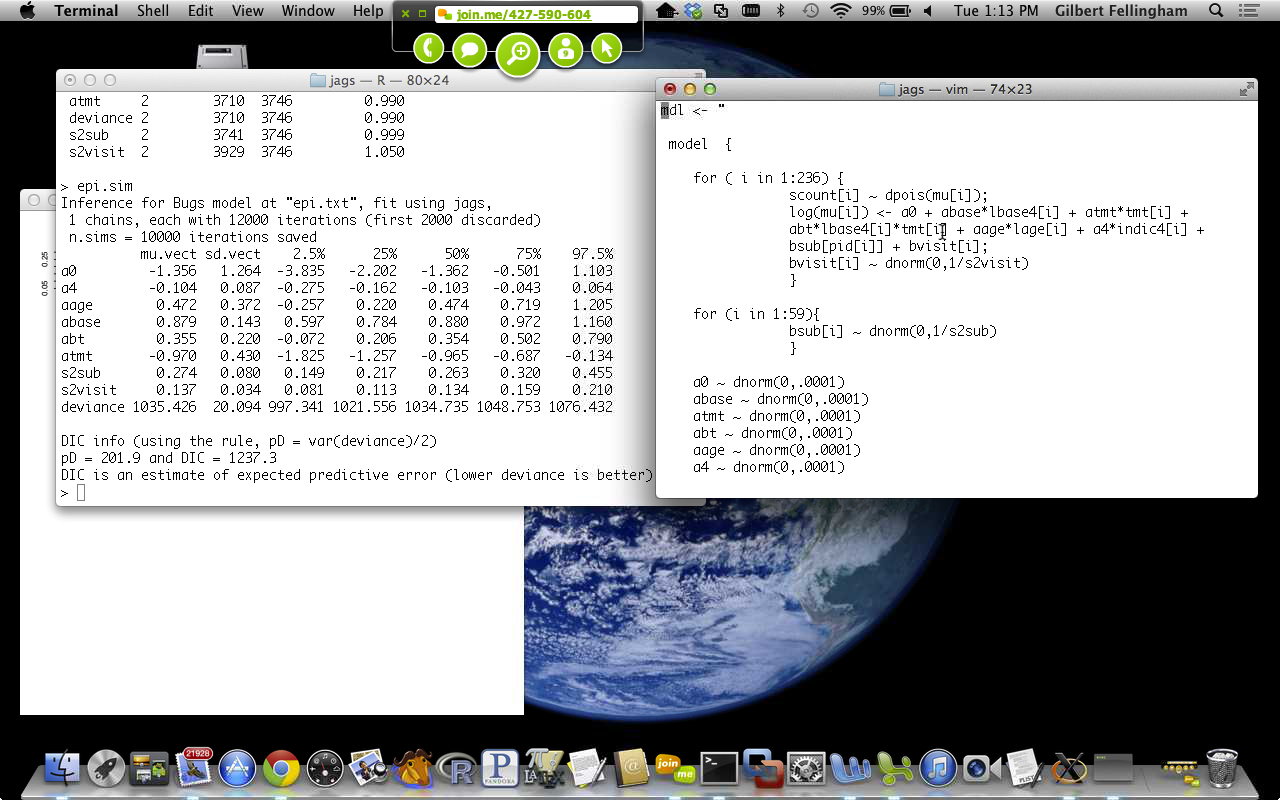 Terminal Shell Edit View Window Help
join.me/427-590-604
99% Tue 1:13 PM Gilbert Fellingham
jags — R — 80×24
atmt 2 3710 3746 0.990
deviance 2 3710 3746 0.990
s2sub 2 3741 3746 0.999
s2visit 2 3929 3746 1.050
> epi.sim
Inference for Bugs model at "epi.txt", fit using jags,
1 chains, each with 12000 iterations (first 2000 discarded)
n.sims = 10000 iterations saved
mu.vect sd.vect 2.5% 25% 50% 75% 97.5%
a0 -1.356 1.264 -3.835 -2.202 -1.362 -0.501 1.103
a4 -0.104 0.087 -0.275 -0.162 -0.103 -0.043 0.064
aage 0.472 0.372 -0.257 0.220 0.474 0.719 1.205
abase 0.879 0.143 0.597 0.784 0.880 0.972 1.160
abt 0.355 0.220 -0.072 0.206 0.354 0.502 0.790
atmt -0.970 0.430 -1.825 -1.257 -0.965 -0.687 -0.134
s2sub 0.274 0.080 0.149 0.217 0.263 0.320 0.455
s2visit 0.137 0.034 0.081 0.113 0.134 0.159 0.210
deviance 1035.426 20.094 997.341 1021.556 1034.735 1048.753 1076.432
DIC info (using the rule, pD = var(deviance)/2)
pD = 201.9 and DIC = 1237.3
DIC is an estimate of expected predictive error (lower deviance is better)
>
jags — vim — 74×23
mdl <- "
model {
for ( i in 1:236) {
scount[i] ~ dpois(mu[i]);
log(mu[i]) <- a0 + abase*lbase4[i] + atmt*tmt[i] +
abt*lbase4[i]*tmt[i] + aage*lage[i] + a4*indic4[i] +
bsub[pid[i]] + bvisit[i];
bvisit[i] ~ dnorm(0,1/s2visit)
}
for (i in 1:59){
bsub[i] ~ dnorm(0,1/s2sub)
}
a0 ~ dnorm(0,.0001)
abase ~ dnorm(0,.0001)
atmt ~ dnorm(0,.0001)
abt ~ dnorm(0,.0001)
aage ~ dnorm(0,.0001)
a4 ~ dnorm(0,.0001)
0.25
0.05
21928
R
P
PANDORA
join
me
PLIST